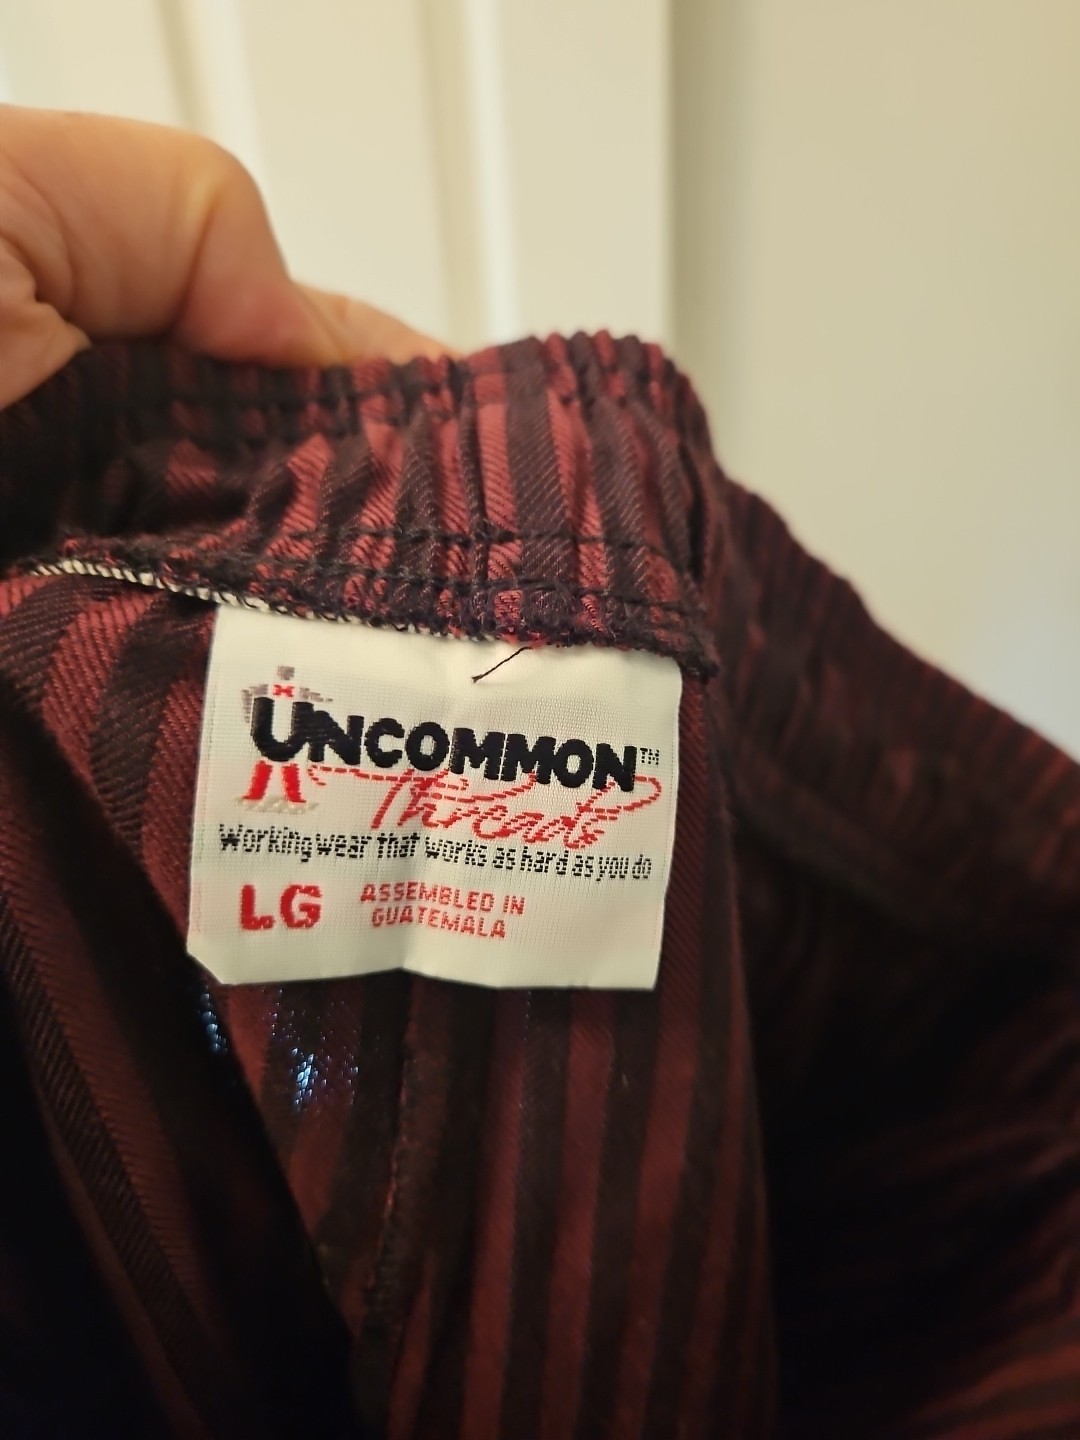 UNCOMMON™
Threads
Working wear that works as hard as you do
LG
ASSEMBLED IN
GUATEMALA